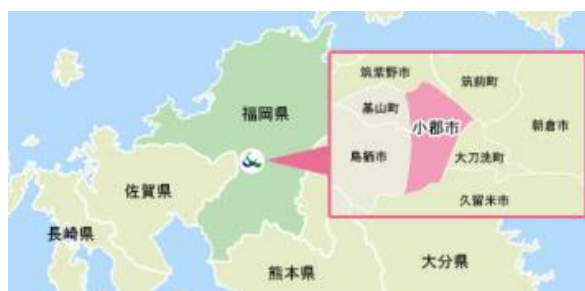 福岡県
佐賀県
長崎県
熊本県
大分県
筑紫野市
筑前町
基山町
小郡市
朝倉市
鳥栖市
大刀洗町
久留米市